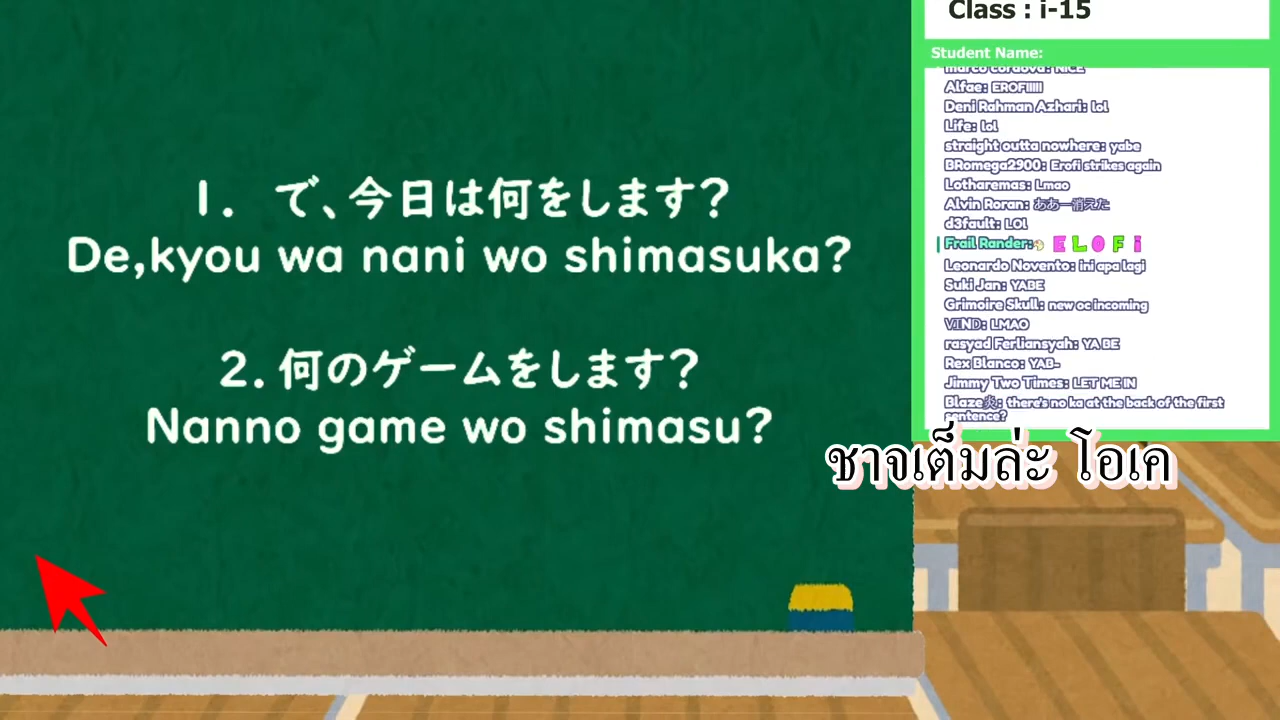 1. で、今日は何をします?
De,kyou wa nani wo shimasuka?
2. 何のゲームをします?
Nanno game wo shimasu?
Class : i-15
Student Name:
marco cordova: NICE
Alfae: EROFIIIII
Deni Rahman Azhari: lol
Life: lol
straight outta nowhere: yabe
BRomega2900: Erofi strikes again
Lotharemas: Lmao
Alvin Roran: ああー消えた
d3fault: LOL
Frail Rander: E L O F i
Leonardo Novento: ini apa lagi
Suki Jan: YABE
Grimoire Skull: new oc incoming
VIND: LMAO
rasyad Ferliansyah: YA BE
Rex Blanco: YAB-
Jimmy Two Times: LET ME IN
Blaze炎: there's no ka at the back of the first
sentence?
ชาจเต็มล่ะ โอเค